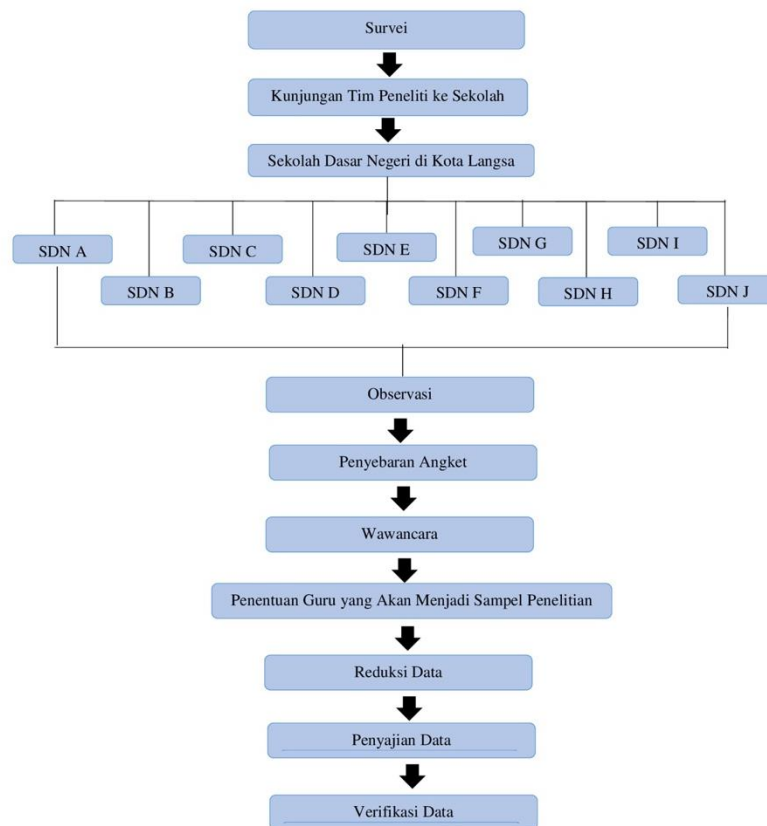 Survei
Kunjungan Tim Peneliti ke Sekolah
Sekolah Dasar Negeri di Kota Langsa
SDN A
SDN B
SDN C
SDN D
SDN E
SDN F
SDN G
SDN H
SDN I
SDN J
Observasi
Penyebaran Angket
Wawancara
Penentuan Guru yang Akan Menjadi Sampel Penelitian
Reduksi Data
Penyajian Data
Verifikasi Data